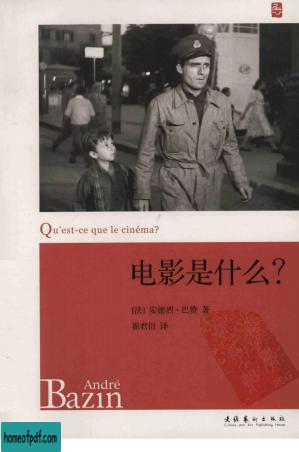 Qu'est-ce que le cinéma?
电影是什么?
[法] 安德烈·巴赞 著
崔君衍 译
André
Bazin
文化艺术出版社
Culture and Art Publishing House
homeofpdf.com